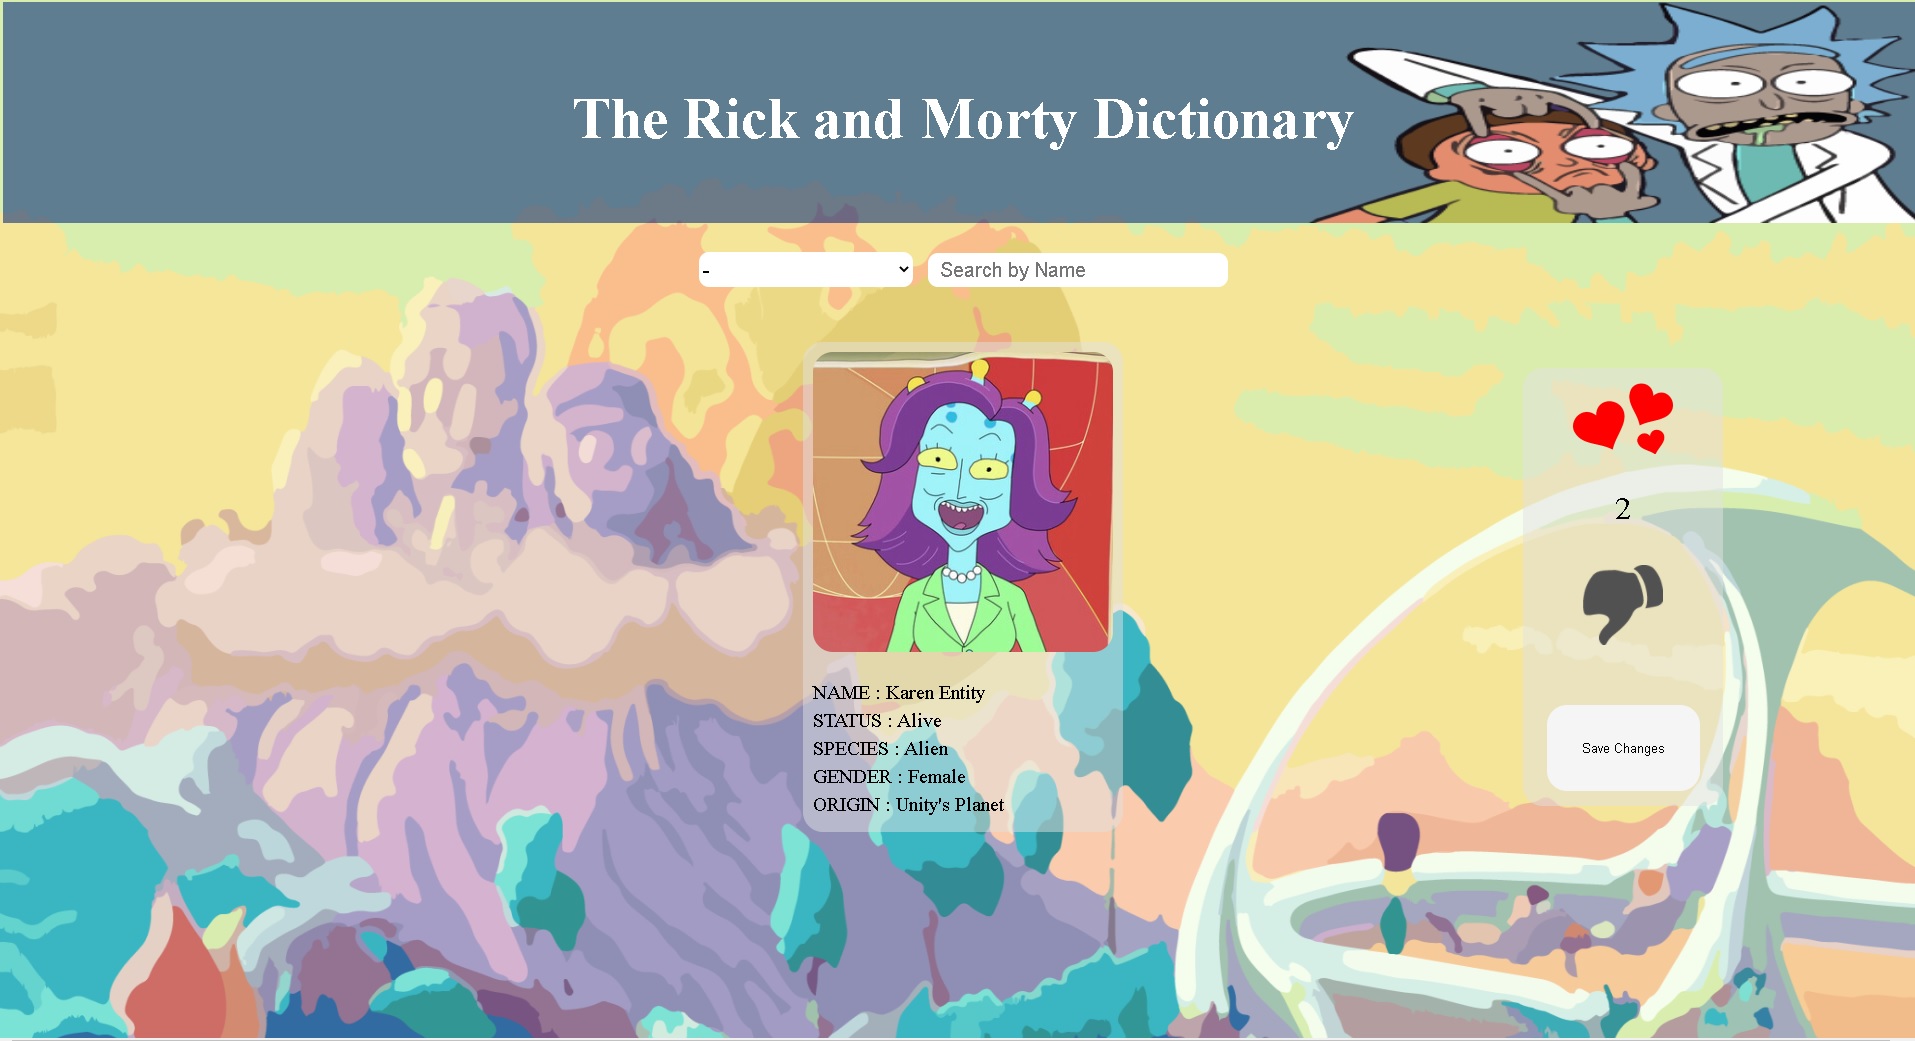 The Rick and Morty Dictionary
-
Search by Name
2
NAME : Karen Entity
STATUS : Alive
SPECIES : Alien
GENDER : Female
ORIGIN : Unity's Planet
Save Changes